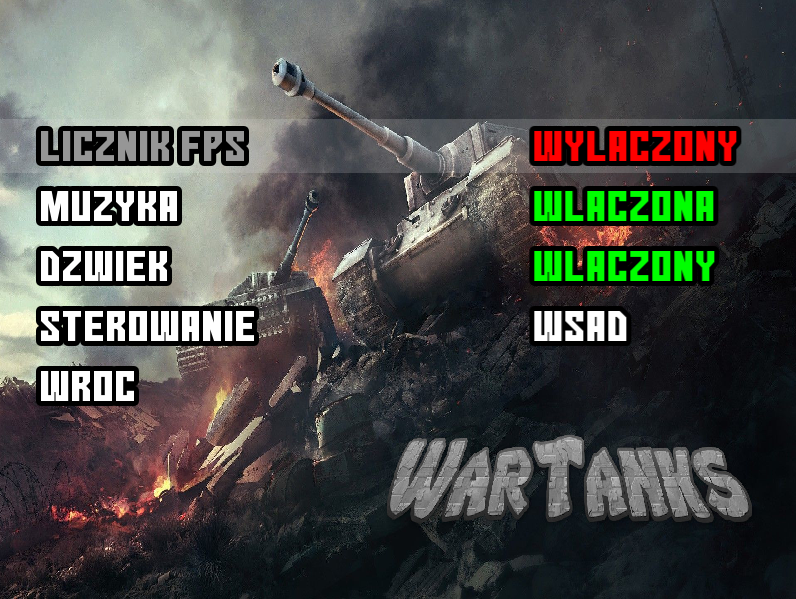 LICZNIK FPS WYLACZONY
MUZYKA WLACZONA
DZWIEK WLACZONY
STEROWANIE WSAD
WROC
WARTANKS